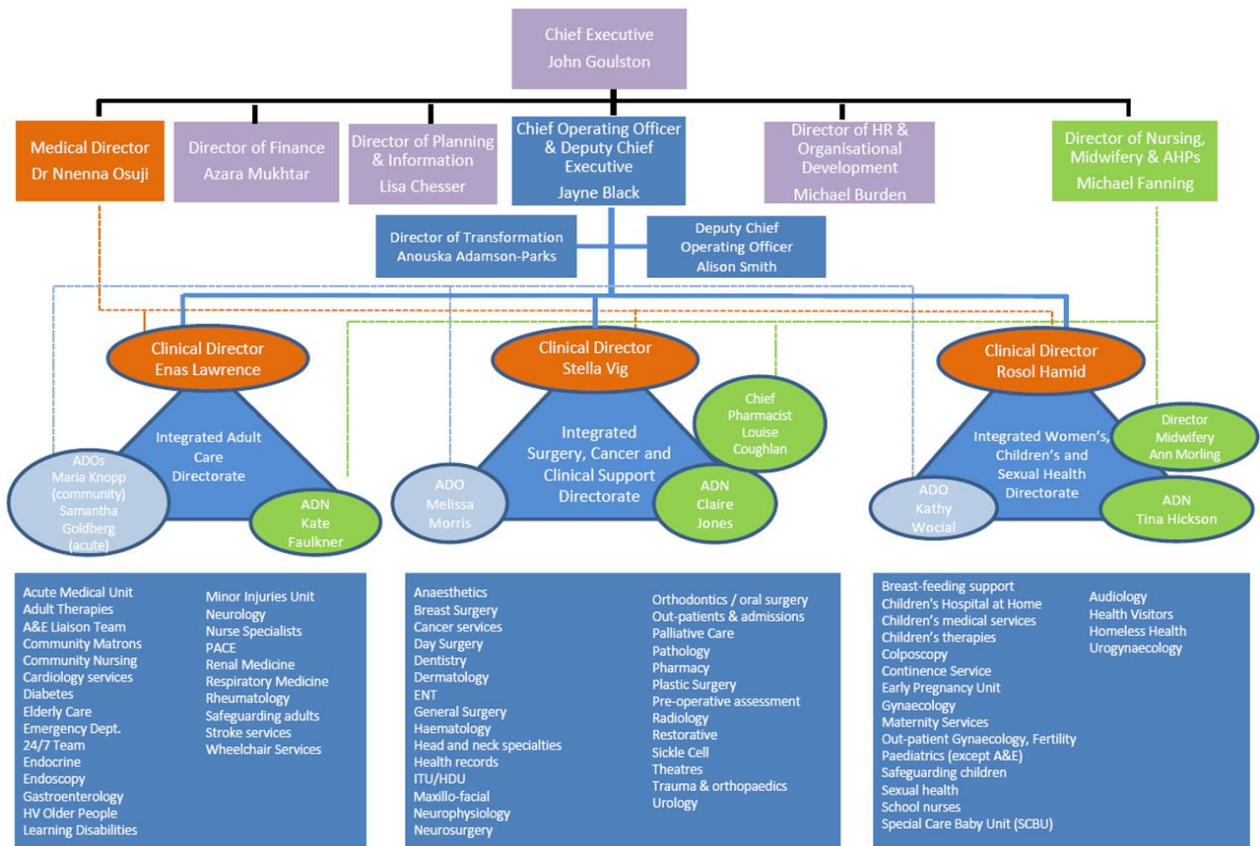 Chief Executive
John Goulston
Medical Director
Dr Nnenna Osuji
Director of Finance
Azara Mukhtar
Director of Planning
& Information
Lisa Chesser
Chief Operating Officer
& Deputy Chief
Executive
Jayne Black
Director of HR &
Organisational
Development
Michael Burden
Director of Nursing,
Midwifery & AHPs
Michael Fanning
Director of Transformation
Anouska Adamson-Parks
Deputy Chief
Operating Officer
Alison Smith
Clinical Director
Enas Lawrence
Integrated Adult
Care
Directorate
ADOs
Maria Knopp
(community)
Samantha
Goldberg
(acute)
ADN
Kate
Faulkner
Clinical Director
Stella Vig
Chief
Pharmacist
Louise
Coughlan
Integrated
Surgery, Cancer and
Clinical Support
Directorate
ADO
Melissa
Morris
ADN
Claire
Jones
Clinical Director
Rosol Hamid
Director
Midwifery
Ann Morling
Integrated Women's,
Children's and
Sexual Health
Directorate
ADO
Kathy
Wocial
ADN
Tina Hickson
Acute Medical Unit
Adult Therapies
A&E Liaison Team
Community Matrons
Community Nursing
Cardiology services
Diabetes
Elderly Care
Emergency Dept.
24/7 Team
Endocrine
Endoscopy
Gastroenterology
HV Older People
Learning Disabilities
Minor Injuries Unit
Neurology
Nurse Specialists
PACE
Renal Medicine
Respiratory Medicine
Rheumatology
Safeguarding adults
Stroke services
Wheelchair Services
Anaesthetics
Breast Surgery
Cancer services
Day Surgery
Dentistry
Dermatology
ENT
General Surgery
Haematology
Head and neck specialties
Health records
ITU/HDU
Maxillo-facial
Neurophysiology
Neurosurgery
Orthodontics / oral surgery
Out-patients & admissions
Palliative Care
Pathology
Pharmacy
Plastic Surgery
Pre-operative assessment
Radiology
Restorative
Sickle Cell
Theatres
Trauma & orthopaedics
Urology
Breast-feeding support
Children's Hospital at Home
Children's medical services
Children's therapies
Colposcopy
Continence Service
Early Pregnancy Unit
Gynaecology
Maternity Services
Out-patient Gynaecology, Fertility
Paediatrics (except A&E)
Safeguarding children
Sexual health
School nurses
Special Care Baby Unit (SCBU)
Audiology
Health Visitors
Homeless Health
Urogynaecology